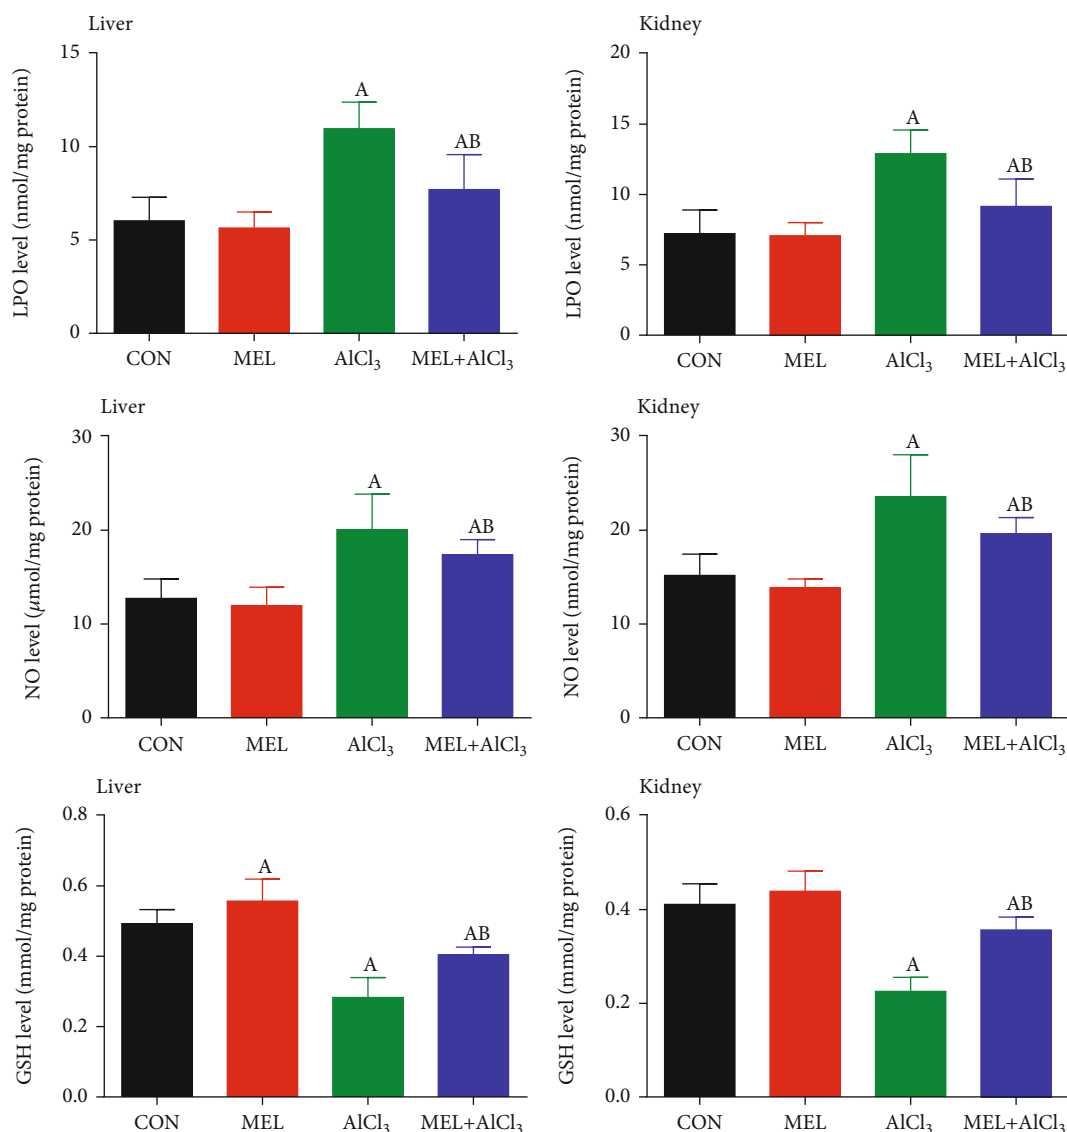 Liver
LPO level (nmol/mg protein)
15
10
5
0
A
AB
CON MEL AlCl₃ MEL+AlCl₃
Kidney
LPO level (nmol/mg protein)
20
15
10
5
0
A
AB
CON MEL AlCl₃ MEL+AlCl₃
Liver
NO level (μmol/mg protein)
30
20
10
0
A
AB
CON MEL AlCl₃ MEL+AlCl₃
Kidney
NO level (nmol/mg protein)
30
20
10
0
A
AB
CON MEL AlCl₃ MEL+AlCl₃
Liver
GSH level (mmol/mg protein)
0.8
0.6
0.4
0.2
0.0
A
A
AB
CON MEL AlCl₃ MEL+AlCl₃
Kidney
GSH level (mmol/mg protein)
0.6
0.4
0.2
0.0
A
AB
CON MEL AlCl₃ MEL+AlCl₃